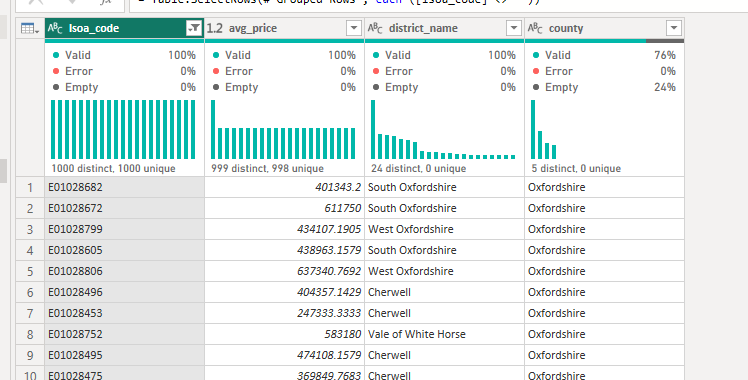 fx = Table.SelectRows(#"Grouped Rows", each ([lsoa_code] <> ""))
ABC lsoa_code 1.2 avg_price ABC district_name ABC county
Valid 100% Valid 100% Valid 100% Valid 76%
Error 0% Error 0% Error 0% Error 0%
Empty 0% Empty 0% Empty 0% Empty 24%
1000 distinct, 1000 unique 999 distinct, 998 unique 24 distinct, 0 unique 5 distinct, 0 unique
1 E01028682 401343.2 South Oxfordshire Oxfordshire
2 E01028672 611750 South Oxfordshire Oxfordshire
3 E01028799 434107.1905 West Oxfordshire Oxfordshire
4 E01028605 438963.1579 South Oxfordshire Oxfordshire
5 E01028806 637340.7692 West Oxfordshire Oxfordshire
6 E01028496 404357.1429 Cherwell Oxfordshire
7 E01028453 247333.3333 Cherwell Oxfordshire
8 E01028752 583180 Vale of White Horse Oxfordshire
9 E01028495 474108.1579 Cherwell Oxfordshire
10 E01028475 369849.7683 Cherwell Oxfordshire